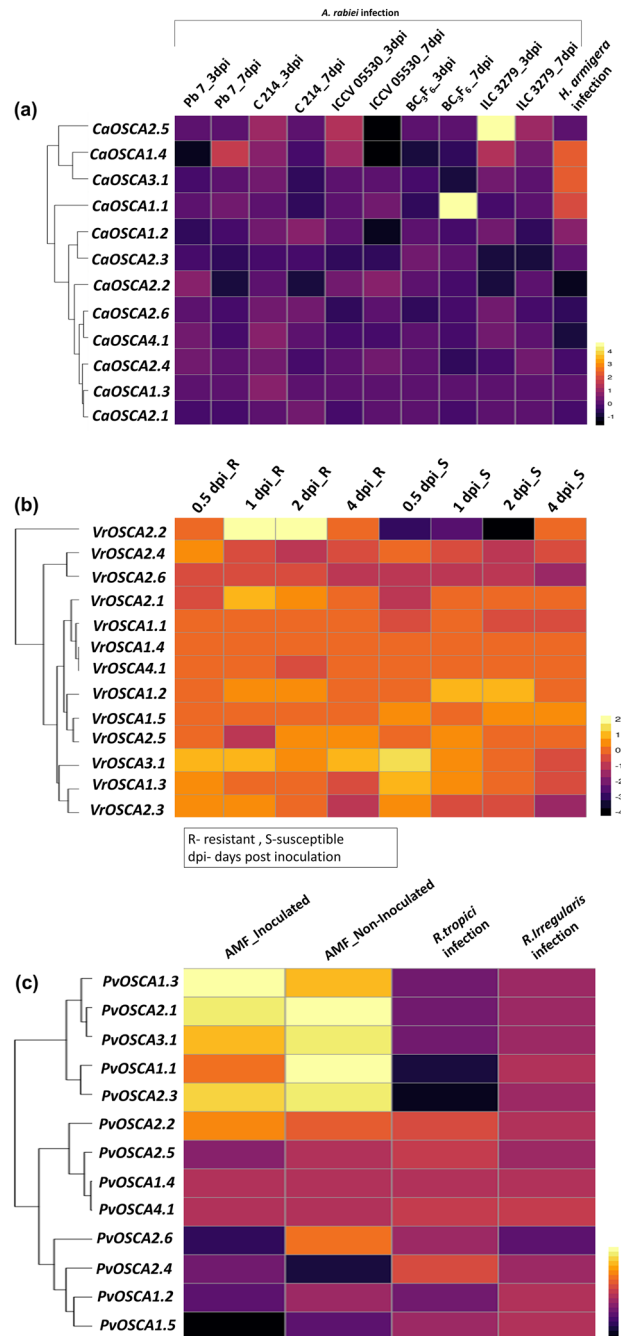 A. rabiei infection
Pb 7_3dpi
Pb 7_7dpi
C 214_3dpi
C 214_7dpi
ICCV 05530_3dpi
ICCV 05530_7dpi
BC₃F₆_3dpi
BC₃F₆_7dpi
ILC 3279_3dpi
ILC 3279_7dpi
H. armigera
infection
(a)
CaOSCA2.5
CaOSCA1.4
CaOSCA3.1
CaOSCA1.1
CaOSCA1.2
CaOSCA2.3
CaOSCA2.2
CaOSCA2.6
CaOSCA4.1
CaOSCA2.4
CaOSCA1.3
CaOSCA2.1
4
3
2
1
0
-1
(b)
0.5 dpi_R
1 dpi_R
2 dpi_R
4 dpi_R
0.5 dpi_S
1 dpi_S
2 dpi_S
4 dpi_S
VrOSCA2.2
VrOSCA2.4
VrOSCA2.6
VrOSCA2.1
VrOSCA1.1
VrOSCA1.4
VrOSCA4.1
VrOSCA1.2
VrOSCA1.5
VrOSCA2.5
VrOSCA3.1
VrOSCA1.3
VrOSCA2.3
2
1
0
-1
-2
-3
-4
R- resistant , S-susceptible
dpi- days post inoculation
(c)
AMF_Inoculated
AMF_Non-Inoculated
R.tropici
infection
R.Irregularis
infection
PvOSCA1.3
PvOSCA2.1
PvOSCA3.1
PvOSCA1.1
PvOSCA2.3
PvOSCA2.2
PvOSCA2.5
PvOSCA1.4
PvOSCA4.1
PvOSCA2.6
PvOSCA2.4
PvOSCA1.2
PvOSCA1.5